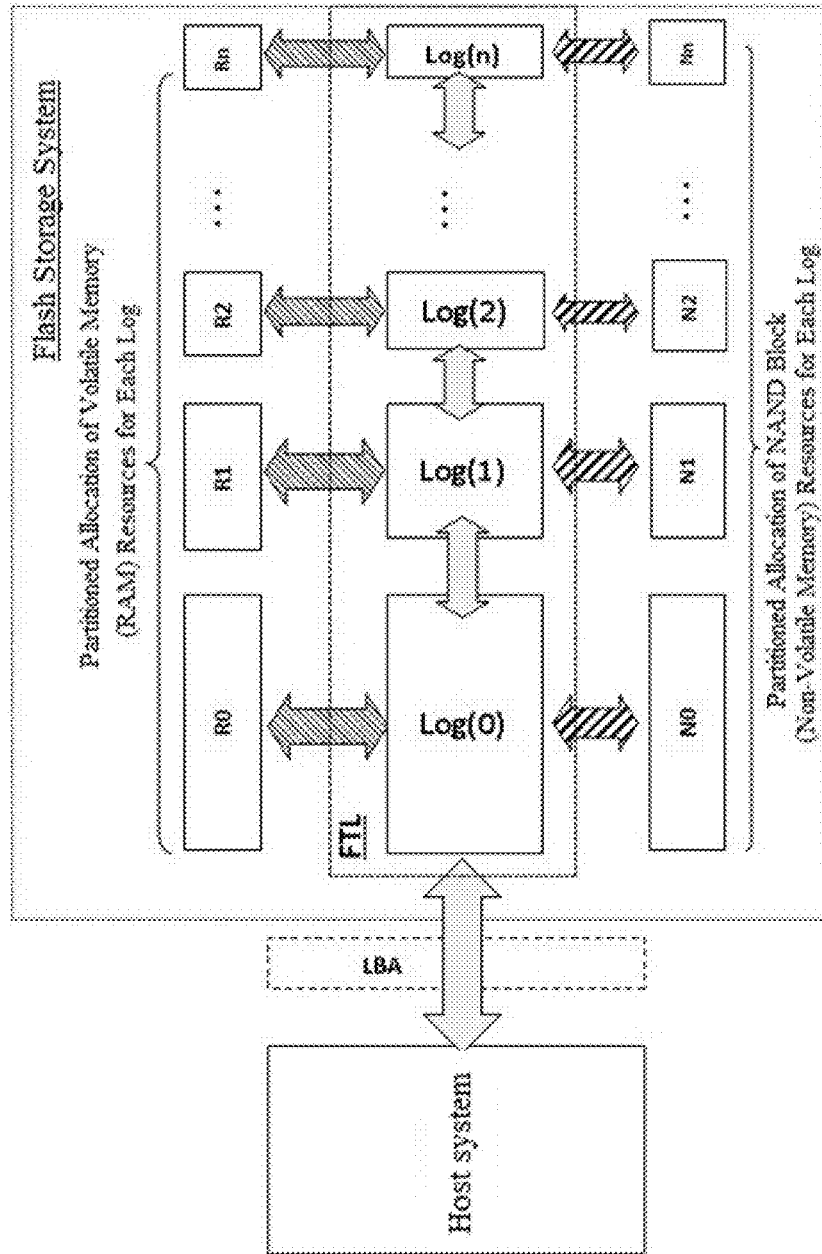 Flash Storage System
Partitioned Allocation of Volatile Memory
(RAM) Resources for Each Log
R0
R1
R2
...
Rn
FTL
LBA
Host system
Log(0)
Log(1)
Log(2)
...
Log(n)
N0
N1
N2
...
Nn
Partitioned Allocation of NAND Block
(Non-Volatile Memory) Resources for Each Log